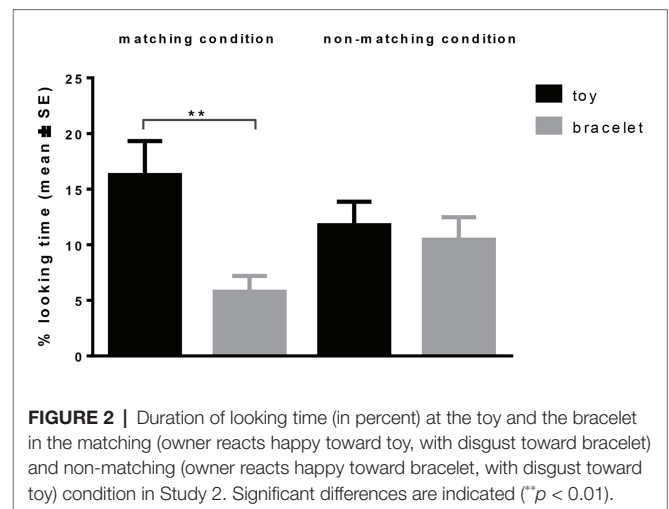 matching condition non-matching condition
25
20
15
10
5
0
% looking time (mean ± SE)
**
toy
bracelet
FIGURE 2 | Duration of looking time (in percent) at the toy and the bracelet
in the matching (owner reacts happy toward toy, with disgust toward bracelet)
and non-matching (owner reacts happy toward bracelet, with disgust toward
toy) condition in Study 2. Significant differences are indicated (**p < 0.01).